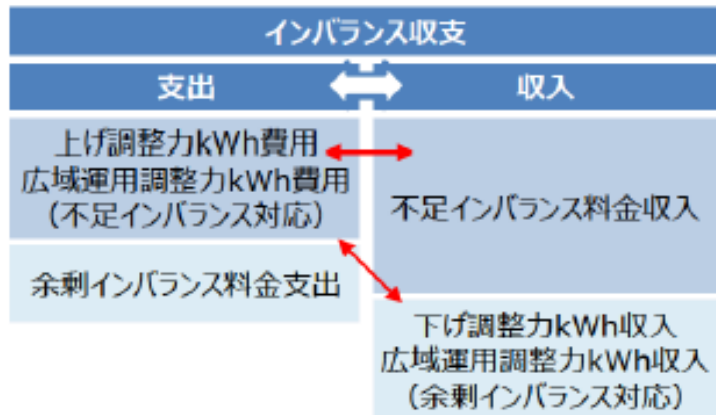 インバランス収支
支出
収入
上げ調整力kWh費用
広域運用調整力kWh費用
（不足インバランス対応）
余剰インバランス料金支出
不足インバランス料金収入
下げ調整力kWh収入
広域運用調整力kWh収入
（余剰インバランス対応）